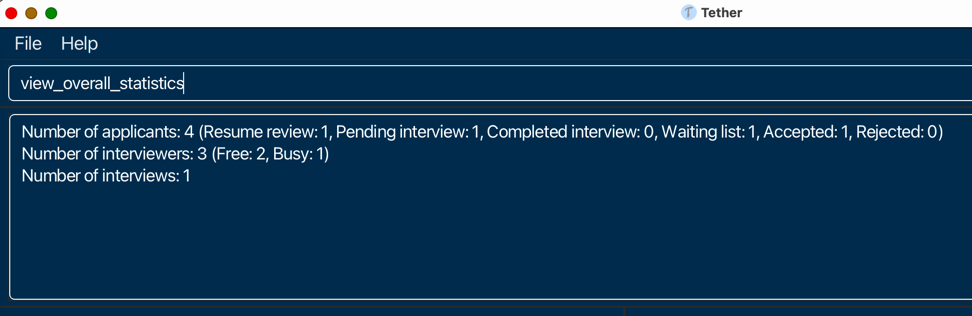 Tether
File Help
view_overall_statistics
Number of applicants: 4 (Resume review: 1, Pending interview: 1, Completed interview: 0, Waiting list: 1, Accepted: 1, Rejected: 0)
Number of interviewers: 3 (Free: 2, Busy: 1)
Number of interviews: 1